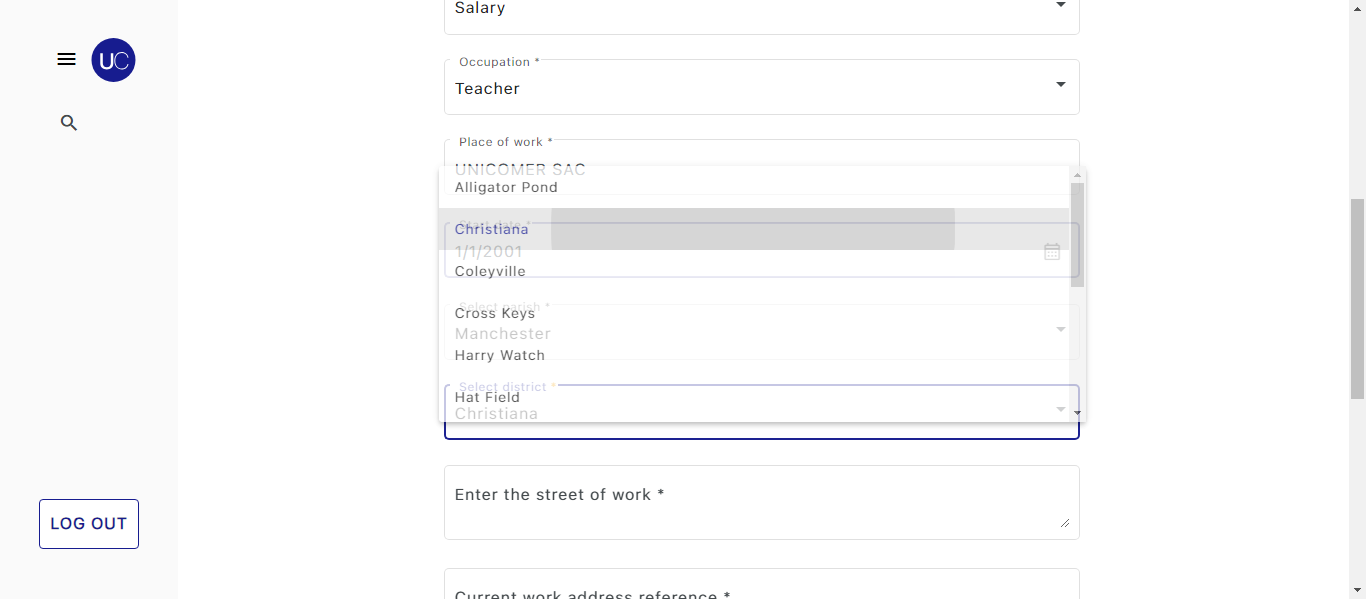 Salary
UC
Occupation *
Teacher
Place of work *
UNICOMER SAC
Alligator Pond
Start date *
Christiana
1/1/2001
Coleyville
Select parish *
Cross Keys
Manchester
Harry Watch
Select district *
Hat Field
Christiana
Enter the street of work *
LOG OUT
Current work address reference *